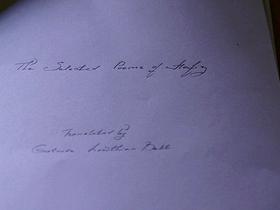 The Selected Poems of Hafiz
Translated by
Gertrude Lowthian Bell